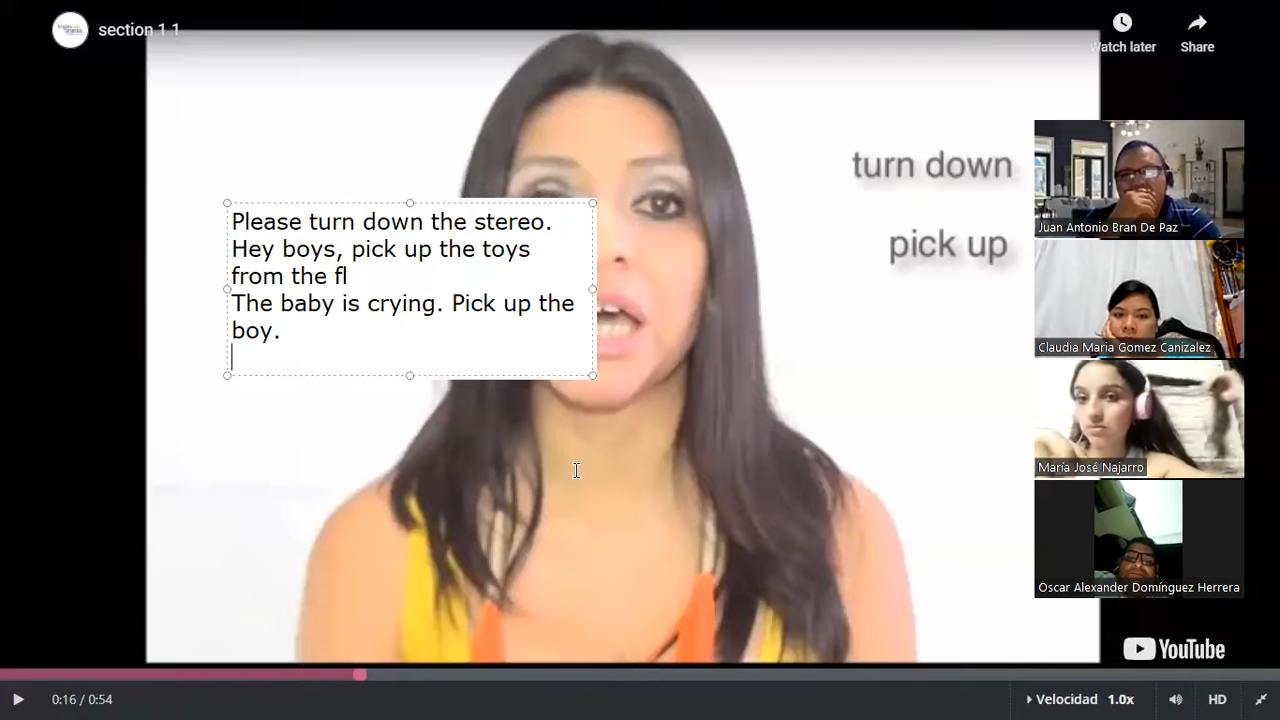 section 1 1
Watch later
Share
turn down
pick up
Please turn down the stereo.
Hey boys, pick up the toys
from the fl
The baby is crying. Pick up the
boy.
Juan Antonio Bran De Paz
Claudia Maria Gomez Canizalez
María José Najarro
Oscar Alexander Domínguez Herrera
YouTube
0:16 / 0:54
Velocidad 1.0x
HD